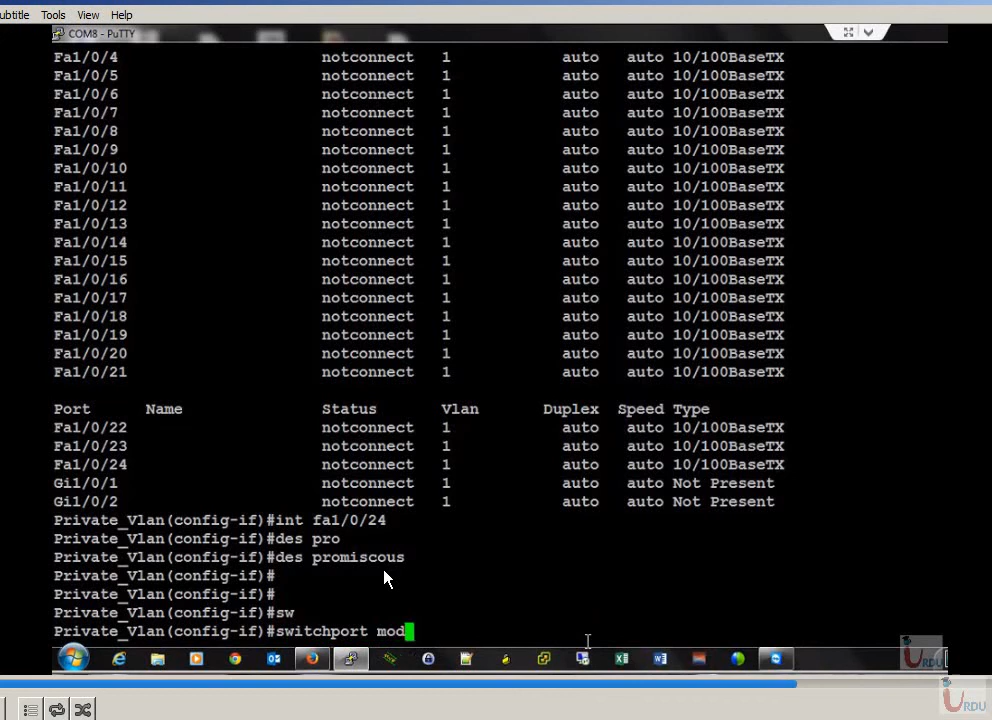 ubtitle Tools View Help
COM8 - PuTTY
Fa1/0/4 notconnect 1 auto auto 10/100BaseTX
Fa1/0/5 notconnect 1 auto auto 10/100BaseTX
Fa1/0/6 notconnect 1 auto auto 10/100BaseTX
Fa1/0/7 notconnect 1 auto auto 10/100BaseTX
Fa1/0/8 notconnect 1 auto auto 10/100BaseTX
Fa1/0/9 notconnect 1 auto auto 10/100BaseTX
Fa1/0/10 notconnect 1 auto auto 10/100BaseTX
Fa1/0/11 notconnect 1 auto auto 10/100BaseTX
Fa1/0/12 notconnect 1 auto auto 10/100BaseTX
Fa1/0/13 notconnect 1 auto auto 10/100BaseTX
Fa1/0/14 notconnect 1 auto auto 10/100BaseTX
Fa1/0/15 notconnect 1 auto auto 10/100BaseTX
Fa1/0/16 notconnect 1 auto auto 10/100BaseTX
Fa1/0/17 notconnect 1 auto auto 10/100BaseTX
Fa1/0/18 notconnect 1 auto auto 10/100BaseTX
Fa1/0/19 notconnect 1 auto auto 10/100BaseTX
Fa1/0/20 notconnect 1 auto auto 10/100BaseTX
Fa1/0/21 notconnect 1 auto auto 10/100BaseTX
Port Name Status Vlan Duplex Speed Type
Fa1/0/22 notconnect 1 auto auto 10/100BaseTX
Fa1/0/23 notconnect 1 auto auto 10/100BaseTX
Fa1/0/24 notconnect 1 auto auto 10/100BaseTX
Gi1/0/1 notconnect 1 auto auto Not Present
Gi1/0/2 notconnect 1 auto auto Not Present
Private_Vlan(config-if)#int fa1/0/24
Private_Vlan(config-if)#des pro
Private_Vlan(config-if)#des promiscous
Private_Vlan(config-if)#
Private_Vlan(config-if)#
Private_Vlan(config-if)#sw
Private_Vlan(config-if)#switchport mod
URDU
URDU